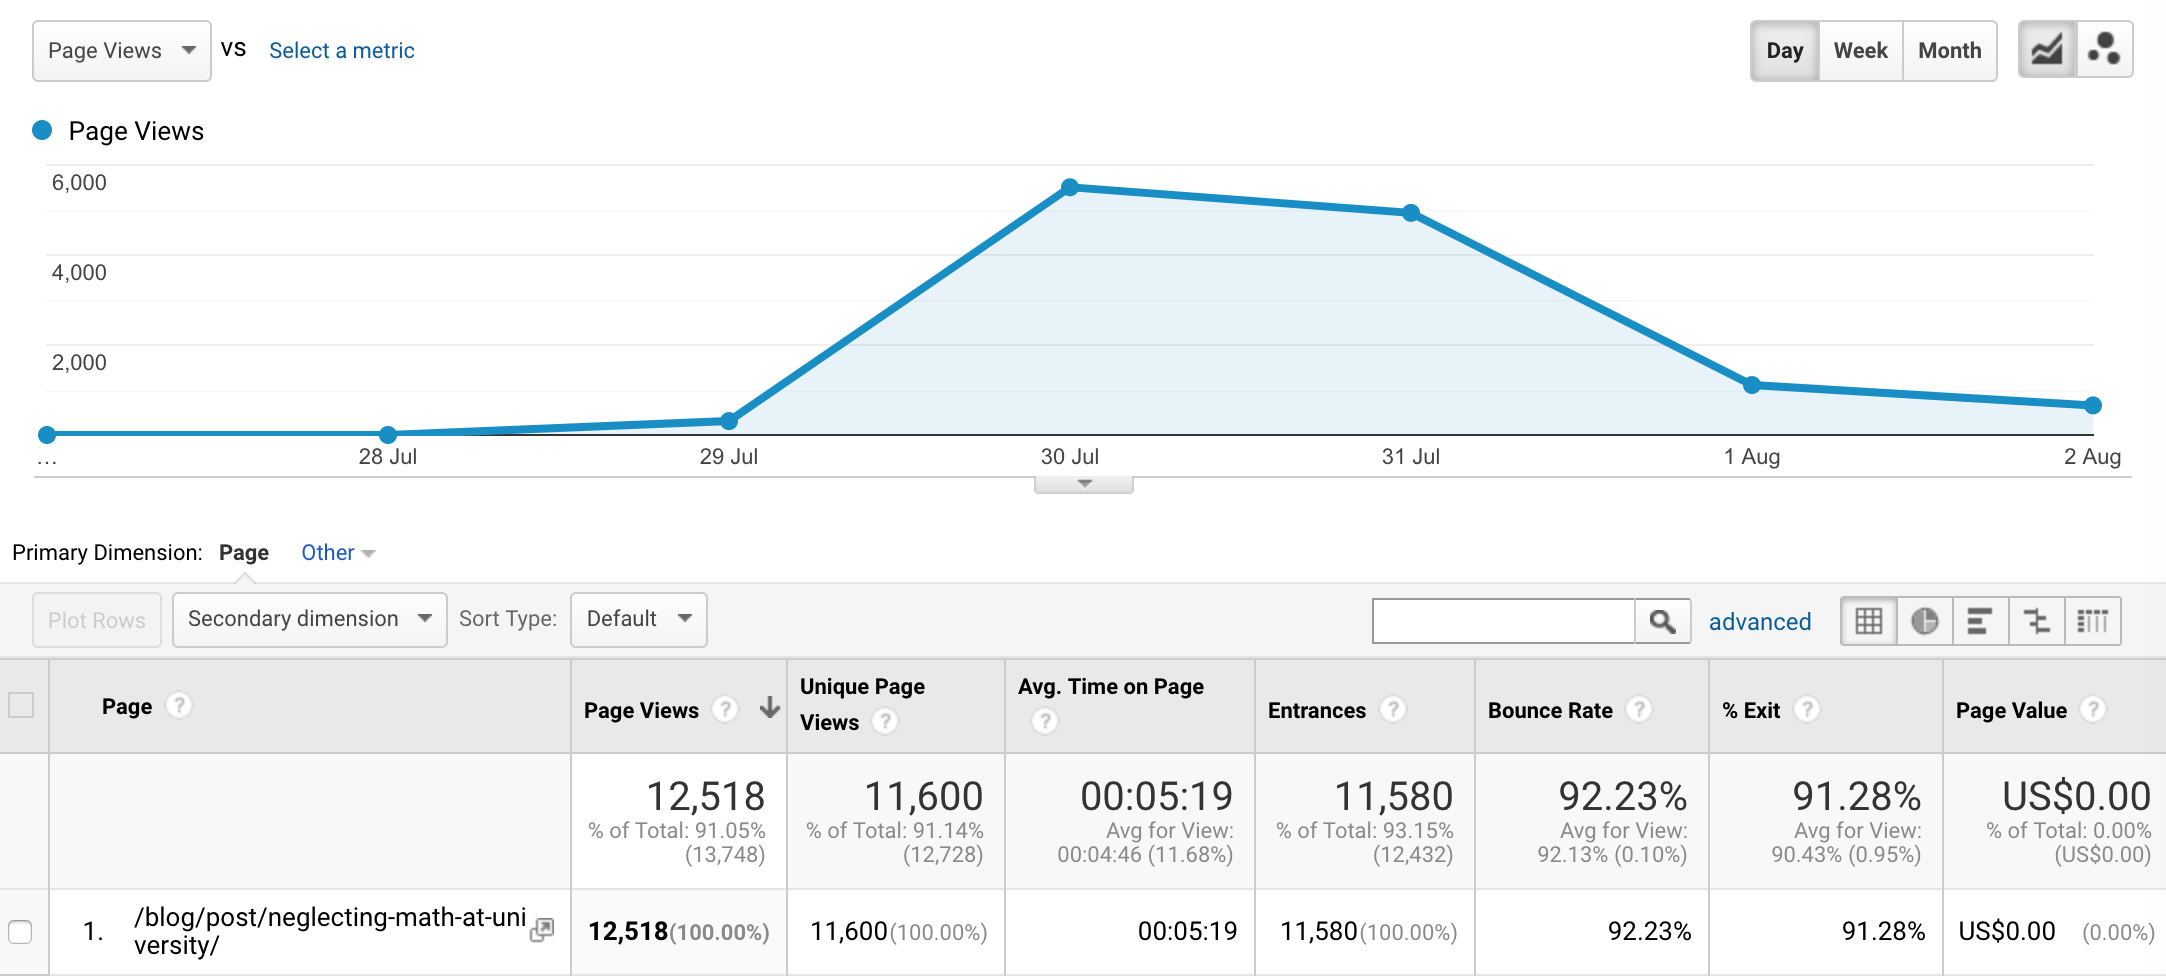 Page Views vs Select a metric
Day Week Month
Page Views
6,000
4,000
2,000
... 28 Jul 29 Jul 30 Jul 31 Jul 1 Aug 2 Aug
Primary Dimension: Page Other
Plot Rows Secondary dimension Sort Type: Default advanced
Page ? Page Views ? Unique Page Views ? Avg. Time on Page ? Entrances ? Bounce Rate ? % Exit ? Page Value ?
12,518 11,600 00:05:19 11,580 92.23% 91.28% US$0.00
% of Total: 91.05% % of Total: 91.14% Avg for View: % of Total: 93.15% Avg for View: Avg for View: % of Total: 0.00%
(13,748) (12,728) 00:04:46 (11.68%) (12,432) 92.13% (0.10%) 90.43% (0.95%) (US$0.00)
1. /blog/post/neglecting-math-at-uni
versity/
12,518(100.00%) 11,600(100.00%) 00:05:19 11,580(100.00%) 92.23% 91.28% US$0.00 (0.00%)